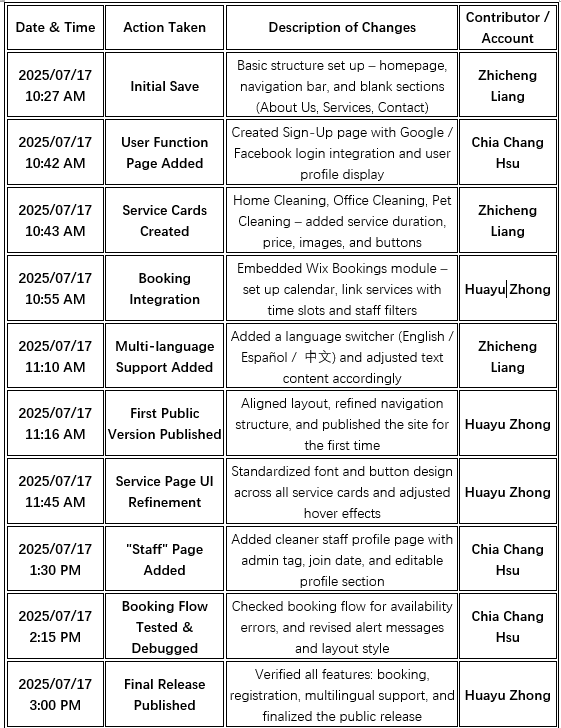 Date & Time
Action Taken
Description of Changes
Contributor /
Account
2025/07/17
10:27 AM
Initial Save
Basic structure set up – homepage,
navigation bar, and blank sections
(About Us, Services, Contact)
Zhicheng
Liang
2025/07/17
10:42 AM
User Function
Page Added
Created Sign-Up page with Google /
Facebook login integration and user
profile display
Chia Chang
Hsu
2025/07/17
10:43 AM
Service Cards
Created
Home Cleaning, Office Cleaning, Pet
Cleaning – added service duration,
price, images, and buttons
Zhicheng
Liang
2025/07/17
10:55 AM
Booking
Integration
Embedded Wix Bookings module –
set up calendar, link services with
time slots and staff filters
Huayu Zhong
2025/07/17
11:10 AM
Multi-language
Support Added
Added a language switcher (English /
Español / 中文) and adjusted text
content accordingly
Zhicheng
Liang
2025/07/17
11:16 AM
First Public
Version Published
Aligned layout, refined navigation
structure, and published the site for
the first time
Huayu Zhong
2025/07/17
11:45 AM
Service Page UI
Refinement
Standardized font and button design
across all service cards and adjusted
hover effects
Huayu Zhong
2025/07/17
1:30 PM
"Staff" Page
Added
Added cleaner staff profile page with
admin tag, join date, and editable
profile section
Chia Chang
Hsu
2025/07/17
2:15 PM
Booking Flow
Tested &
Debugged
Checked booking flow for availability
errors, and revised alert messages
and layout style
Chia Chang
Hsu
2025/07/17
3:00 PM
Final Release
Published
Verified all features: booking,
registration, multilingual support, and
finalized the public release
Huayu Zhong